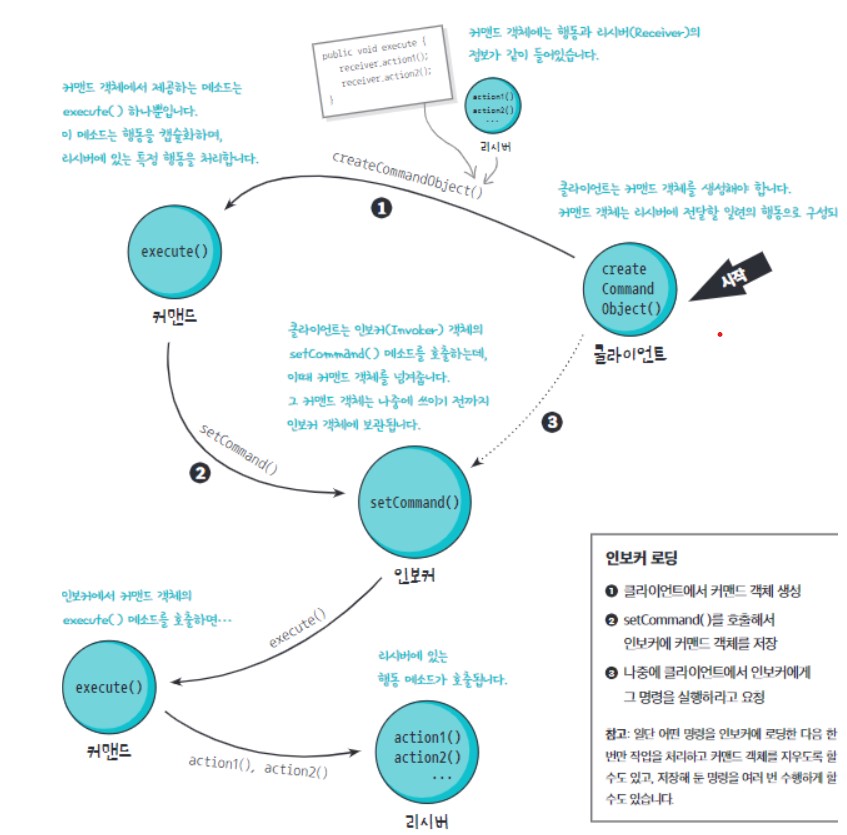 커맨드 객체에는 행동과 리시버(Receiver)의
정보가 같이 들어있습니다.
public void execute {
receiver.action1();
receiver.action2();
}
action1()
action2()
...
리시버
커맨드 객체에서 제공하는 메소드는
execute() 하나뿐입니다.
이 메소드는 행동을 캡슐화하며,
리시버에 있는 특정 행동을 처리합니다.
createCommandObject()
❶
클라이언트는 커맨드 객체를 생성해야 합니다.
커맨드 객체는 리시버에 전달할 일련의 행동으로 구성되
execute()
커맨드
create
Command
Object()
클라이언트
시작
클라이언트는 인보커(Invoker) 객체의
setCommand() 메소드를 호출하는데,
이때 커맨드 객체를 넘겨줍니다.
그 커맨드 객체는 나중에 쓰이기 전까지
인보커 객체에 보관됩니다.
setCommand()
❷
❸
setCommand()
인보커
인보커에서 커맨드 객체의
execute() 메소드를 호출하면…
execute()
execute()
커맨드
리시버에 있는
행동 메소드가 호출됩니다.
action1(), action2()
action1()
action2()
...
리시버
인보커 로딩
❶ 클라이언트에서 커맨드 객체 생성
❷ setCommand()를 호출해서
인보커에 커맨드 객체를 저장
❸ 나중에 클라이언트에서 인보커에게
그 명령을 실행하라고 요청
참고: 일단 어떤 명령을 인보커에 로딩한 다음 한
번만 작업을 처리하고 커맨드 객체를 지우도록 할
수도 있고, 저장해 둔 명령을 여러 번 수행하게 할
수도 있습니다.